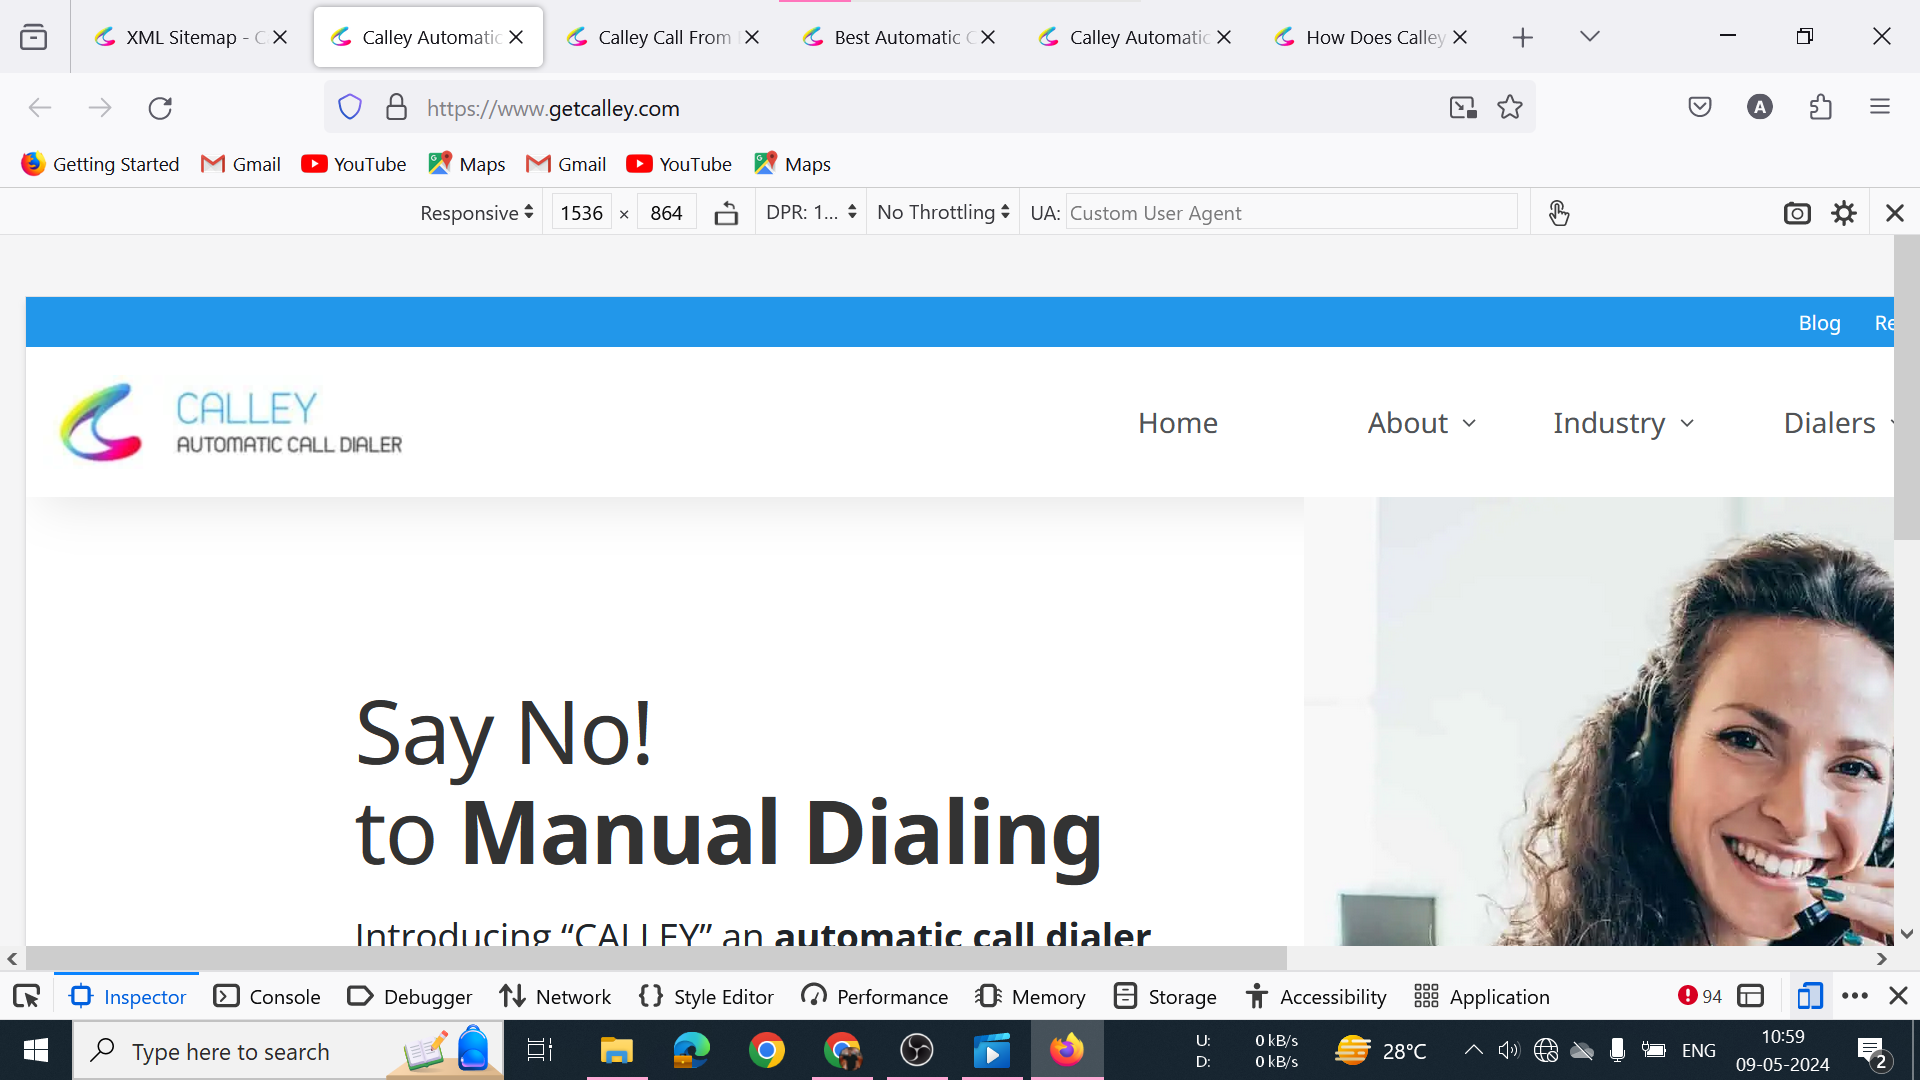 XML Sitemap - C
Calley Automatic
Calley Call From
Best Automatic C
Calley Automatic
How Does Calley
https://www.getcalley.com
A
Getting Started
Gmail
YouTube
Maps
Gmail
YouTube
Maps
Responsive
1536 × 864
DPR: 1...
No Throttling
UA: Custom User Agent
Blog
Re
CALLEY
AUTOMATIC CALL DIALER
Home
About
Industry
Dialers
Say No!
to Manual Dialing
Introducing “CALLEY” an automatic call dialer
Inspector
Console
Debugger
Network
Style Editor
Performance
Memory
Storage
Accessibility
Application
94
Type here to search
U: 0 kB/s
D: 0 kB/s
28°C
ENG
10:59
09-05-2024
2